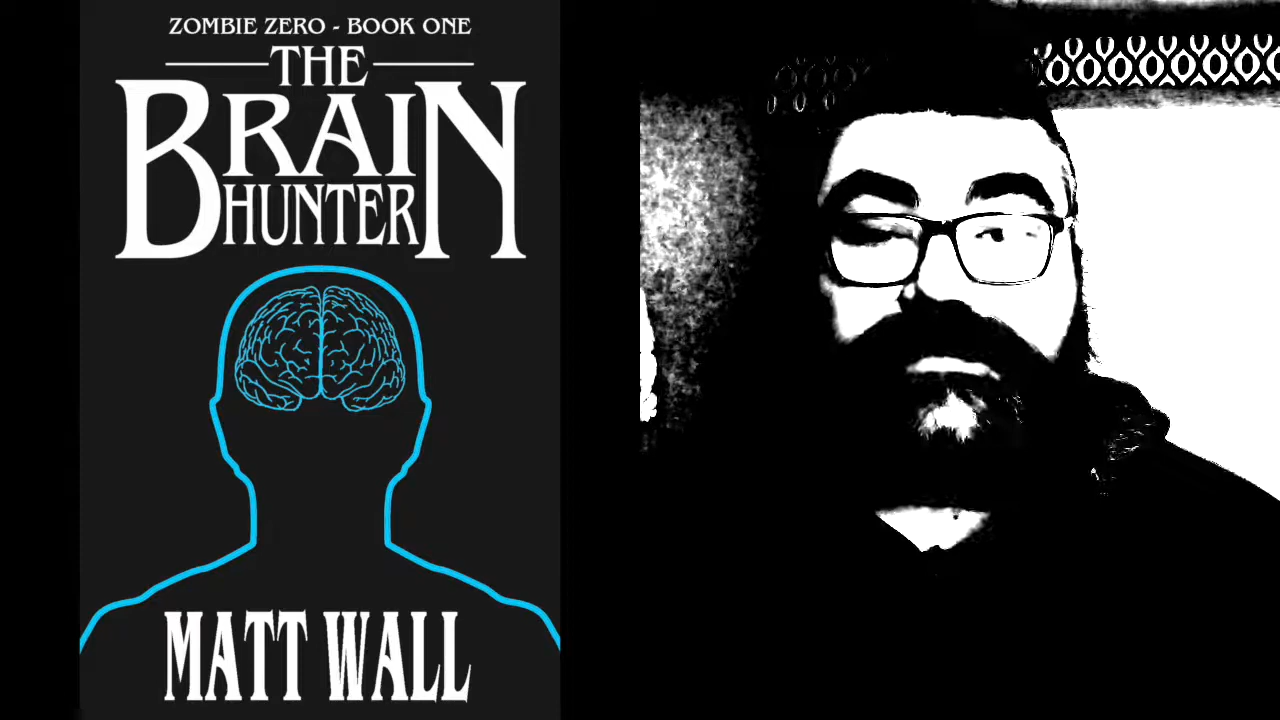 ZOMBIE ZERO - BOOK ONE
THE
BRAIN
HUNTER
MATT WALL